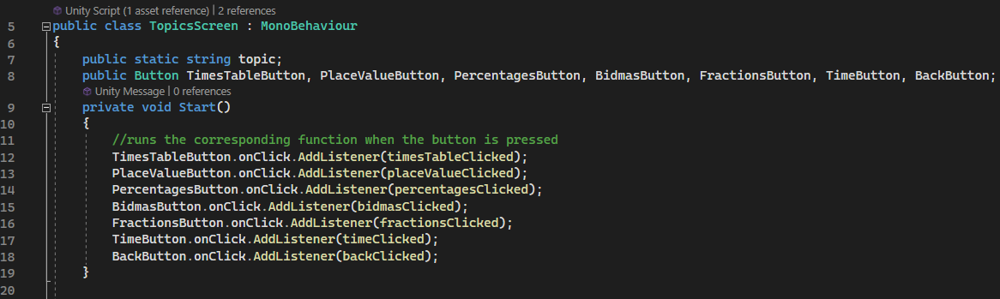 Unity Script (1 asset reference) | 2 references
5 public class TopicsScreen : MonoBehaviour
6 {
7 public static string topic;
8 public Button TimesTableButton, PlaceValueButton, PercentagesButton, BidmasButton, FractionsButton, TimeButton, BackButton;
Unity Message | 0 references
9 private void Start()
10 {
11 //runs the corresponding function when the button is pressed
12 TimesTableButton.onClick.AddListener(timesTableClicked);
13 PlaceValueButton.onClick.AddListener(placeValueClicked);
14 PercentagesButton.onClick.AddListener(percentagesClicked);
15 BidmasButton.onClick.AddListener(bidmasClicked);
16 FractionsButton.onClick.AddListener(fractionsClicked);
17 TimeButton.onClick.AddListener(timeClicked);
18 BackButton.onClick.AddListener(backClicked);
19 }
20